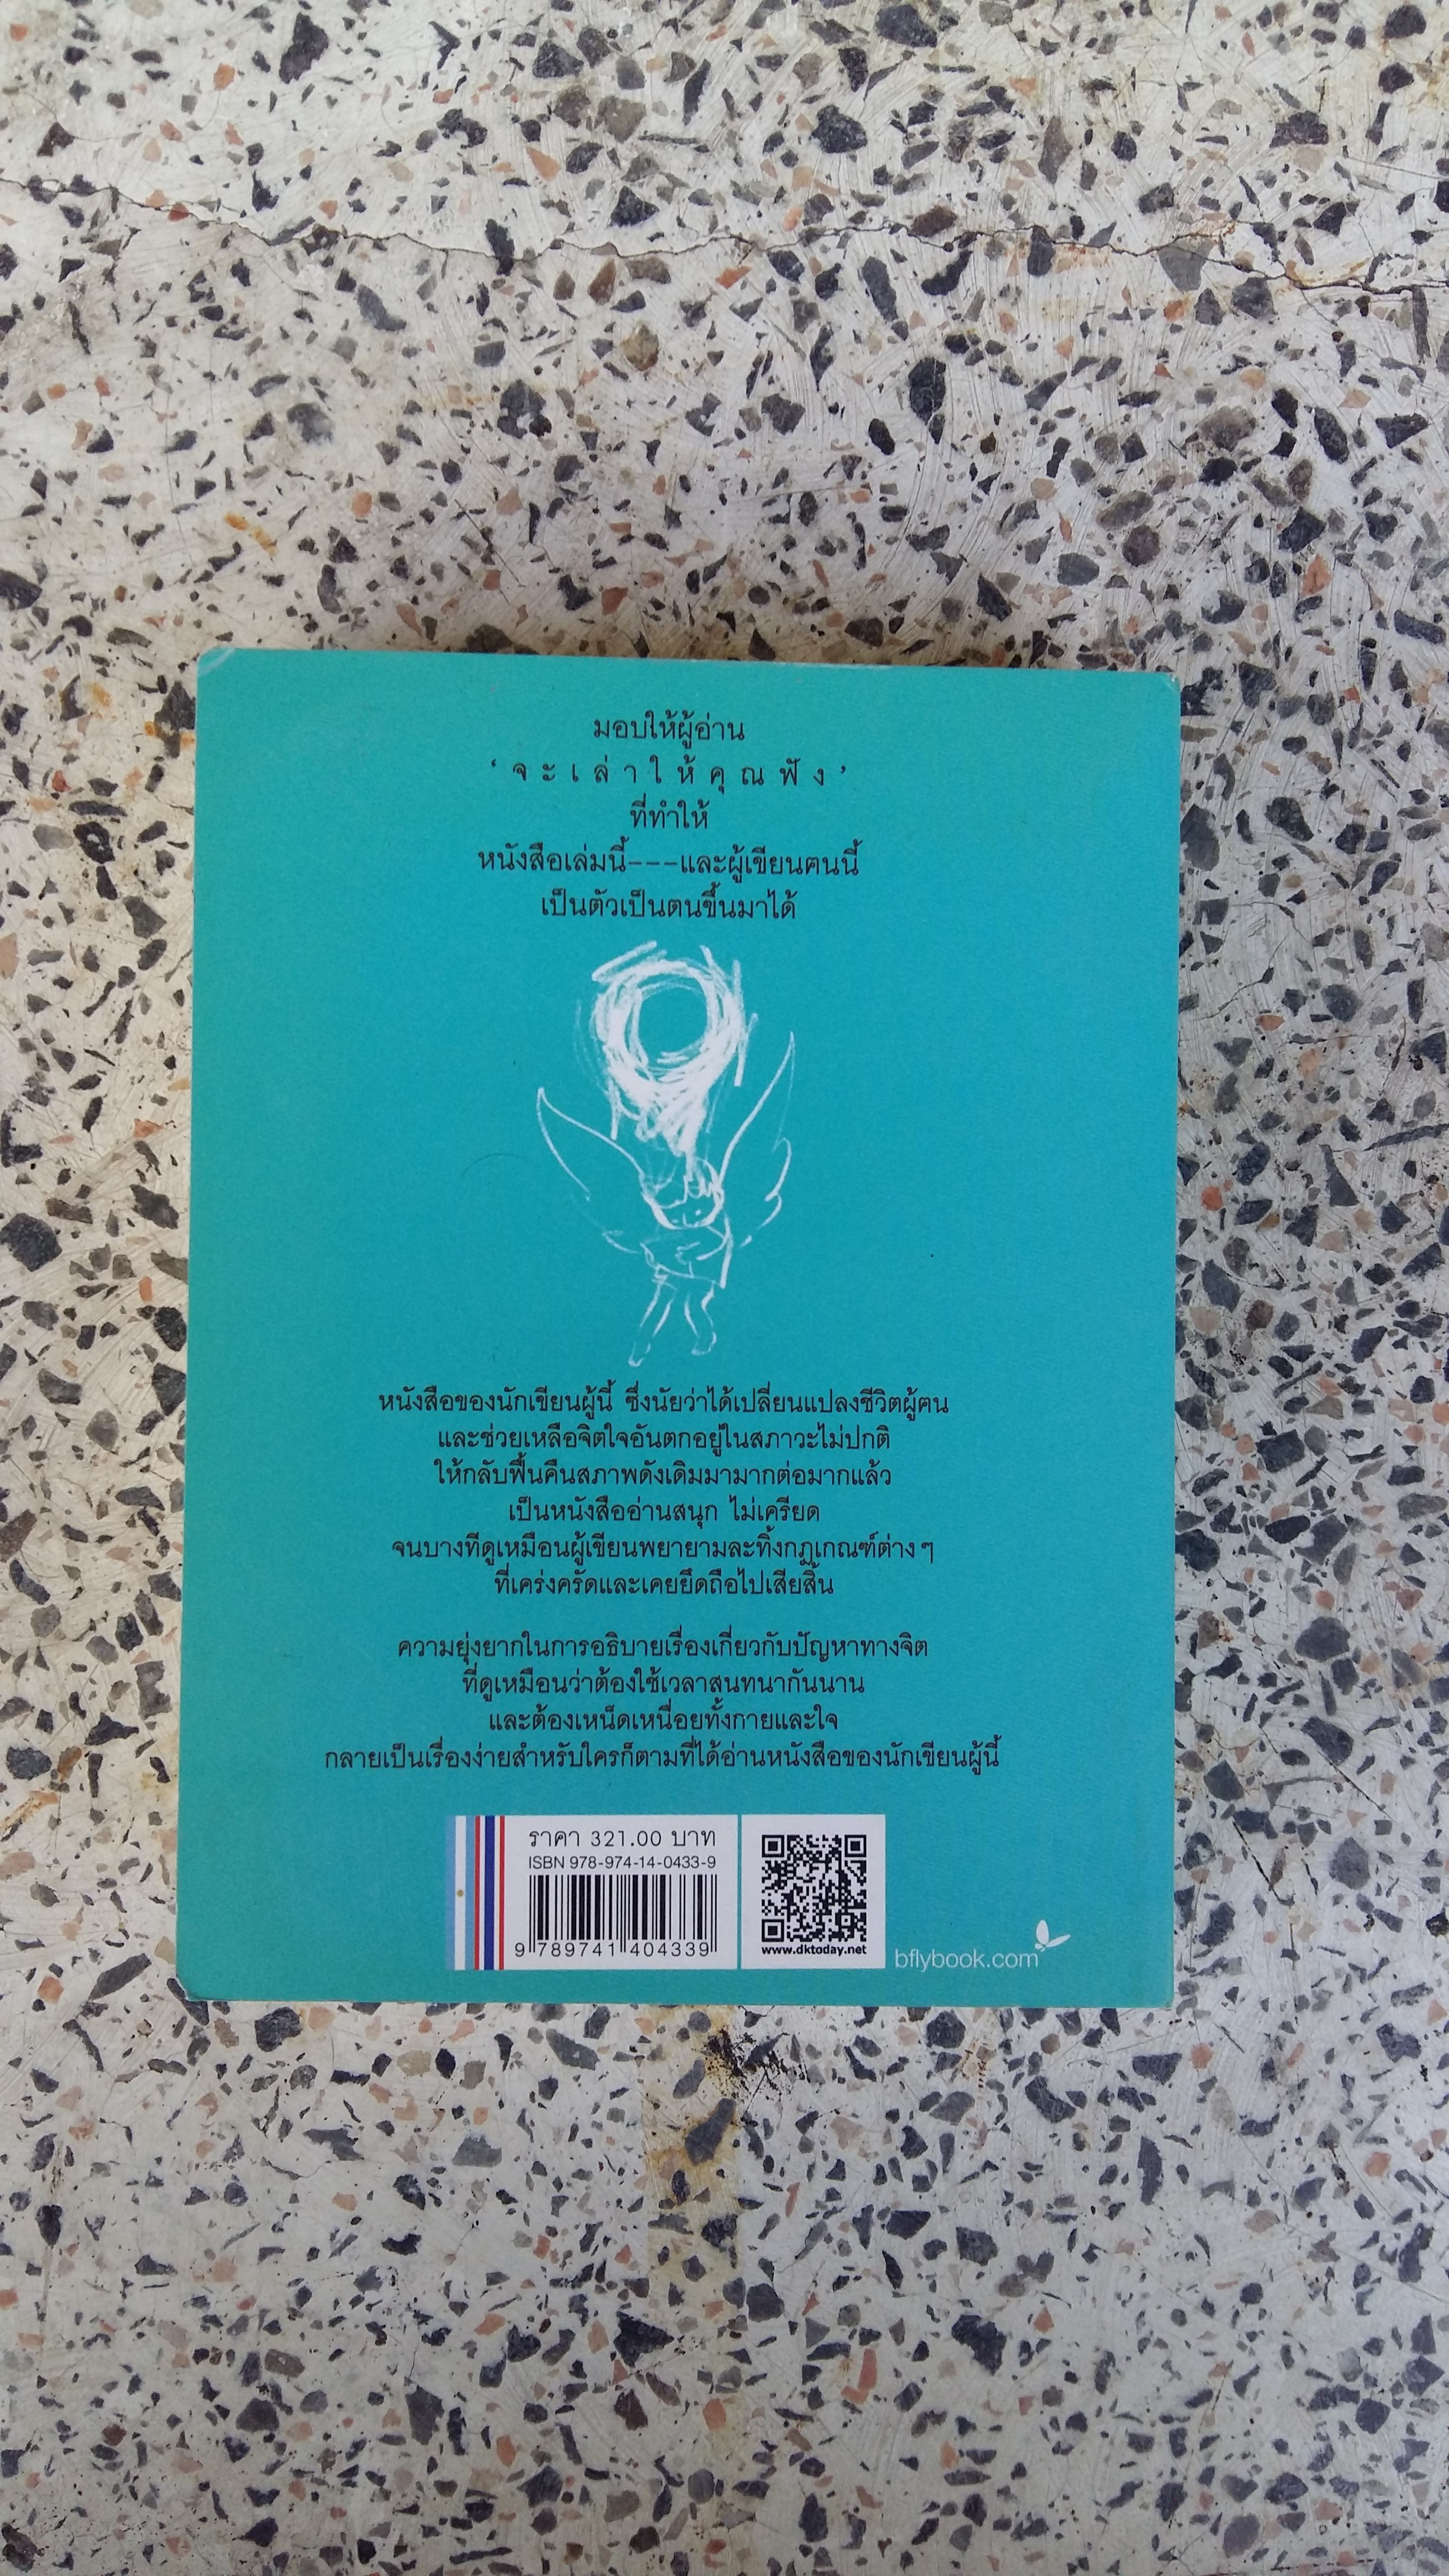 มอบให้ผู้อ่าน
‘จะเล่าให้คุณฟัง’
ที่ทำให้
หนังสือเล่มนี้---และผู้เขียนคนนี้
เป็นตัวเป็นตนขึ้นมาได้
หนังสือของนักเขียนผู้นี้ ซึ่งนัยว่าได้เปลี่ยนแปลงชีวิตผู้คน
และช่วยเหลือจิตใจอันตกอยู่ในสภาวะไม่ปกติ
ให้กลับฟื้นคืนสภาพดังเดิมมามากต่อมากแล้ว
เป็นหนังสืออ่านสนุก ไม่เครียด
จนบางทีดูเหมือนผู้เขียนพยายามละทิ้งกฎเกณฑ์ต่างๆ
ที่เคร่งครัดและเคยยึดถือไปเสียสิ้น
ความยุ่งยากในการอธิบายเรื่องเกี่ยวกับปัญหาทางจิต
ที่ดูเหมือนว่าต้องใช้เวลาสนทนากันนาน
และต้องเหน็ดเหนื่อยทั้งกายและใจ
กลายเป็นเรื่องง่ายสำหรับใครก็ตามที่ได้อ่านหนังสือของนักเขียนผู้นี้
ราคา 321.00 บาท
ISBN 978-974-14-0433-9
9 789741 404339
www.dktoday.net
bflybook.com